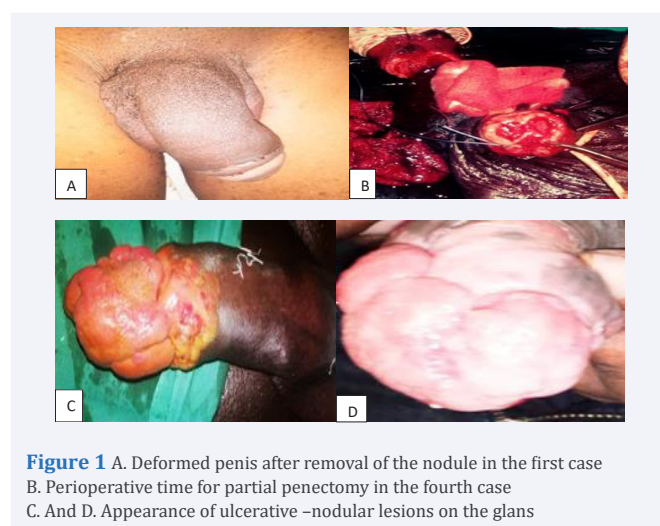 A
B
C
D
Figure 1 A. Deformed penis after removal of the nodule in the first case
B. Perioperative time for partial penectomy in the fourth case
C. And D. Appearance of ulcerative –nodular lesions on the glans